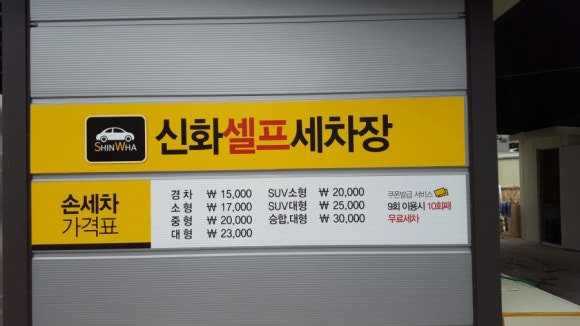 신화셀프세차장
SHINWHA
손세차
가격표
경차 ₩ 15,000
소형 ₩ 17,000
중형 ₩ 20,000
대형 ₩ 23,000
SUV소형 ₩ 20,000
SUV대형 ₩ 25,000
승합.대형 ₩ 30,000
쿠폰발급 서비스
9회 이용시 10회째
무료세차